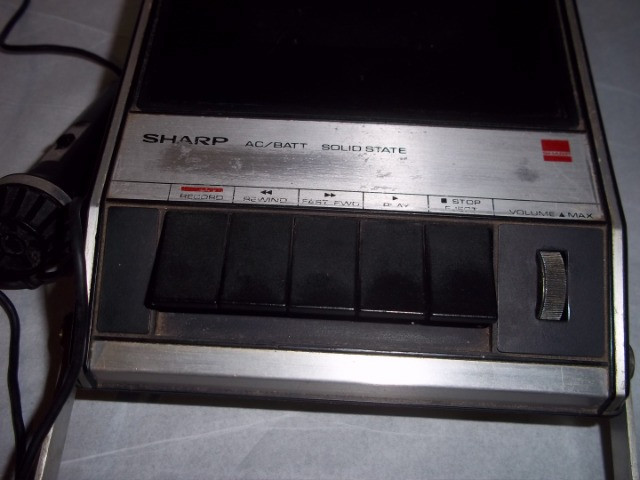 SHARP AC/BATT SOLID STATE
RECORD REWIND FAST FWD PLAY STOP
EJECT VOLUME MAX